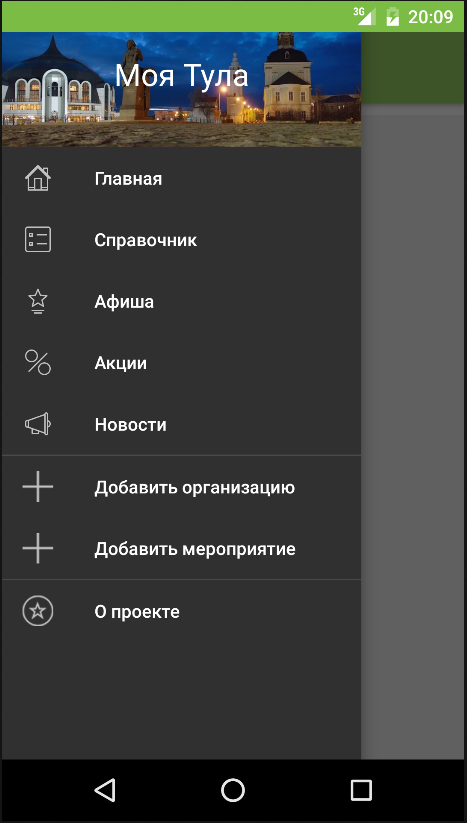 3G 20:09
Моя Тула
Главная
Справочник
Афиша
Акции
Новости
Добавить организацию
Добавить мероприятие
О проекте